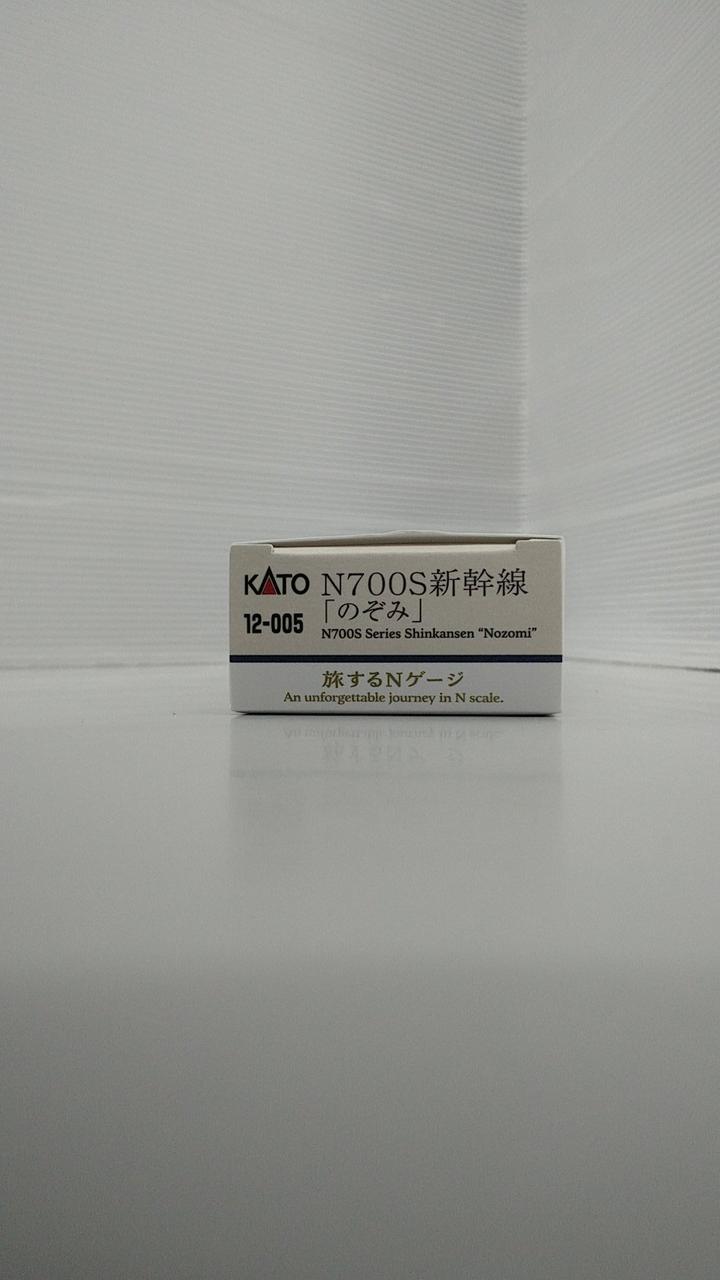 KATO
12-005
N700S新幹線
「のぞみ」
N700S Series Shinkansen “Nozomi”
旅するNゲージ
An unforgettable journey in N scale.